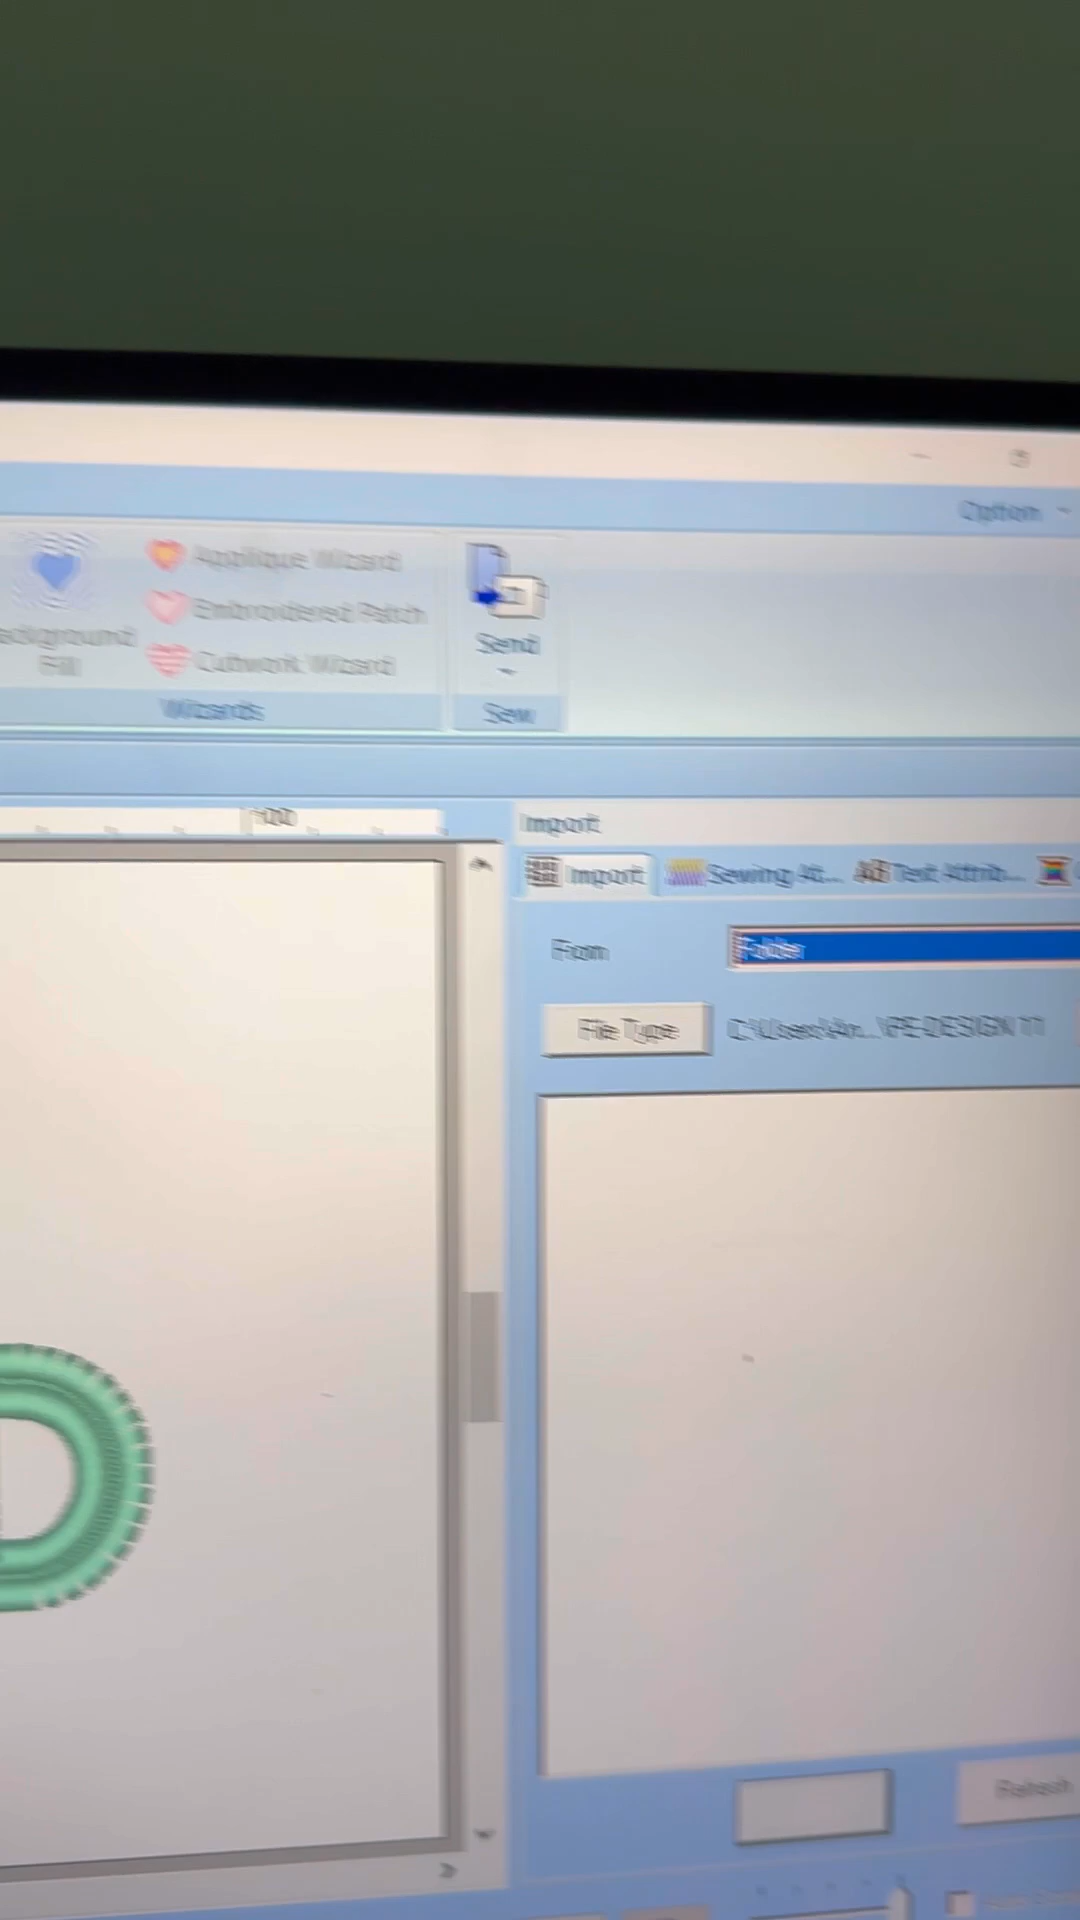 Option
Applique Wizard
Embroidered Patch
Cutwork Wizard
Fill
Wizards
Send
Sew
Import
Import
Sewing At...
Text Attrib...
From
Folder
File Type
C:\Users\An...\PE-DESIGN 11
Refresh